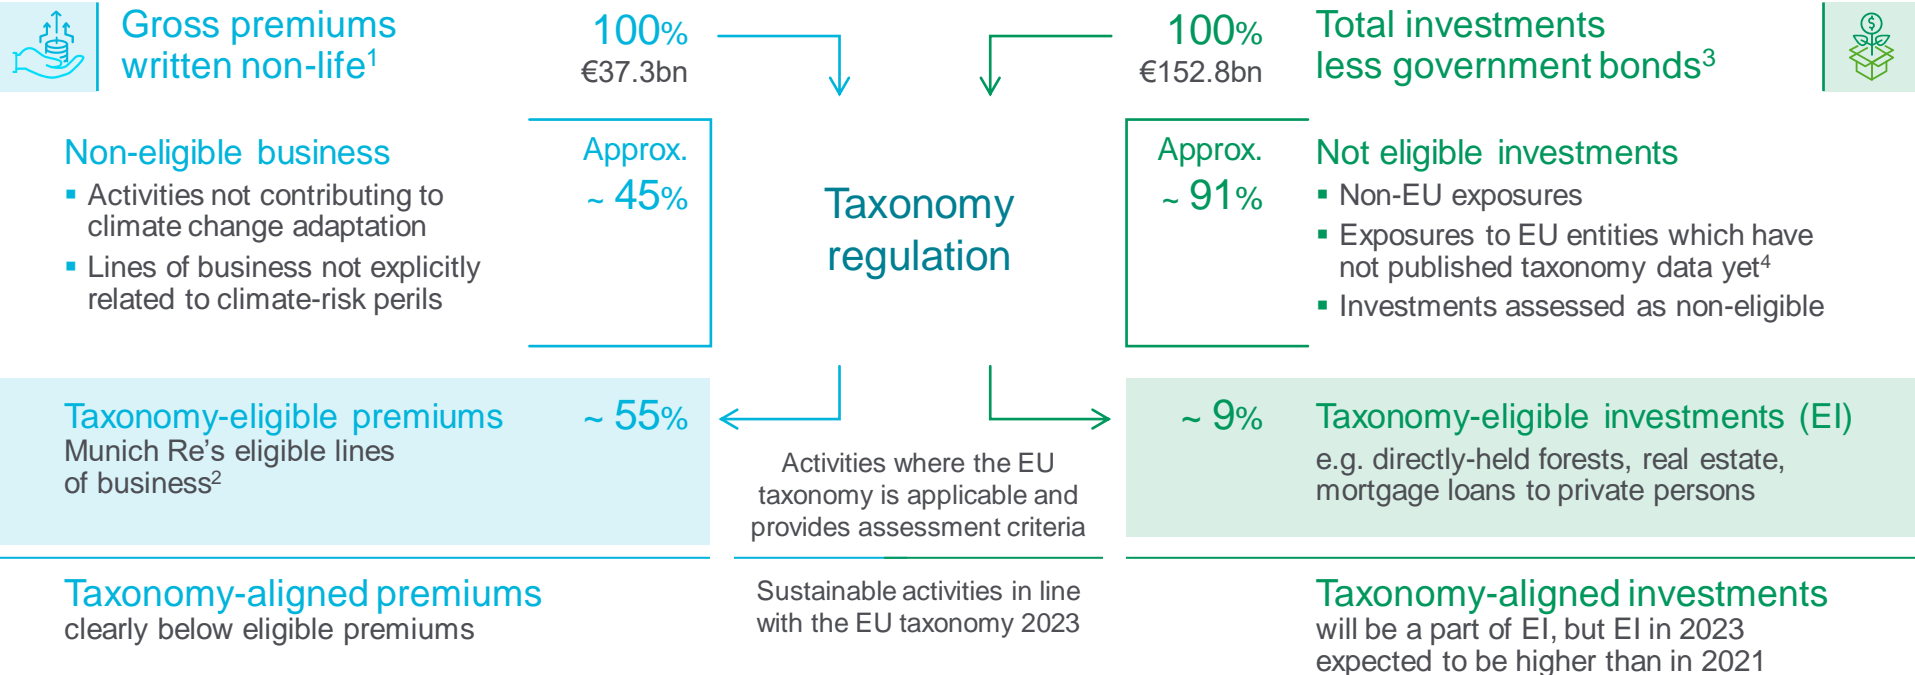 Gross premiums
written non-life1
100%
€37.3bn
100%
€152.8bn
Total investments
less government bonds3
Non-eligible business
▪ Activities not contributing to
climate change adaptation
▪ Lines of business not explicitly
related to climate-risk perils
Approx.
~ 45%
Taxonomy
regulation
Approx.
~ 91%
Not eligible investments
▪ Non-EU exposures
▪ Exposures to EU entities which have
not published taxonomy data yet4
▪ Investments assessed as non-eligible
Taxonomy-eligible premiums
Munich Re’s eligible lines
of business2
~ 55%
Activities where the EU
taxonomy is applicable and
provides assessment criteria
~ 9%
Taxonomy-eligible investments (EI)
e.g. directly-held forests, real estate,
mortgage loans to private persons
Taxonomy-aligned premiums
clearly below eligible premiums
Sustainable activities in line
with the EU taxonomy 2023
Taxonomy-aligned investments
will be a part of EI, but EI in 2023
expected to be higher than in 2021